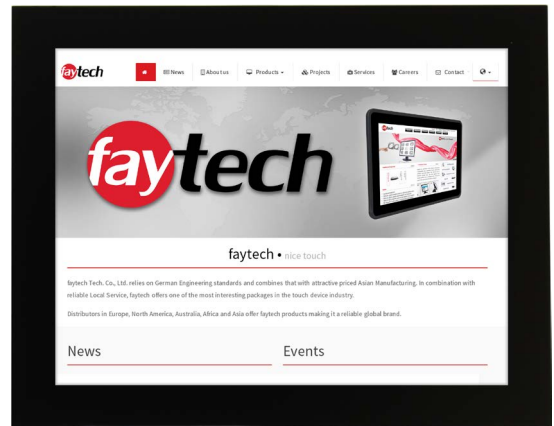 faytech
News
About us
Products
Projects
Services
Careers
Contact
faytech
faytech • nice touch
faytech Tech. Co., Ltd. relies on German Engineering standards and combines that with attractive priced Asian Manufacturing. In combination with
reliable Local Service, faytech offers one of the most interesting packages in the touch device industry.
Distributors in Europe, North America, Australia, Africa and Asia offer faytech products making it a reliable global brand.
News
Events